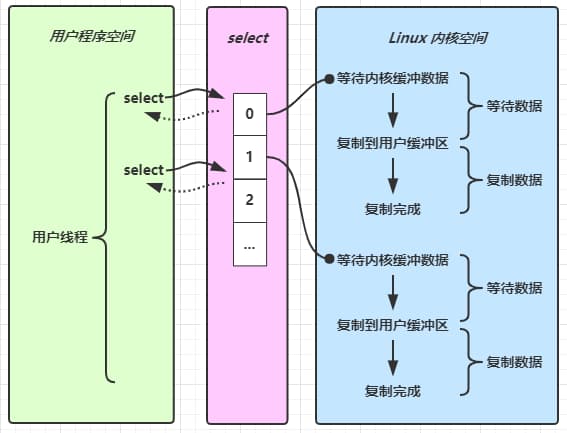 用户程序空间
select
Linux 内核空间
select
select
用户线程
0
1
2
...
等待内核缓冲数据
复制到用户缓冲区
复制完成
等待数据
复制数据
等待内核缓冲数据
复制到用户缓冲区
复制完成
等待数据
复制数据